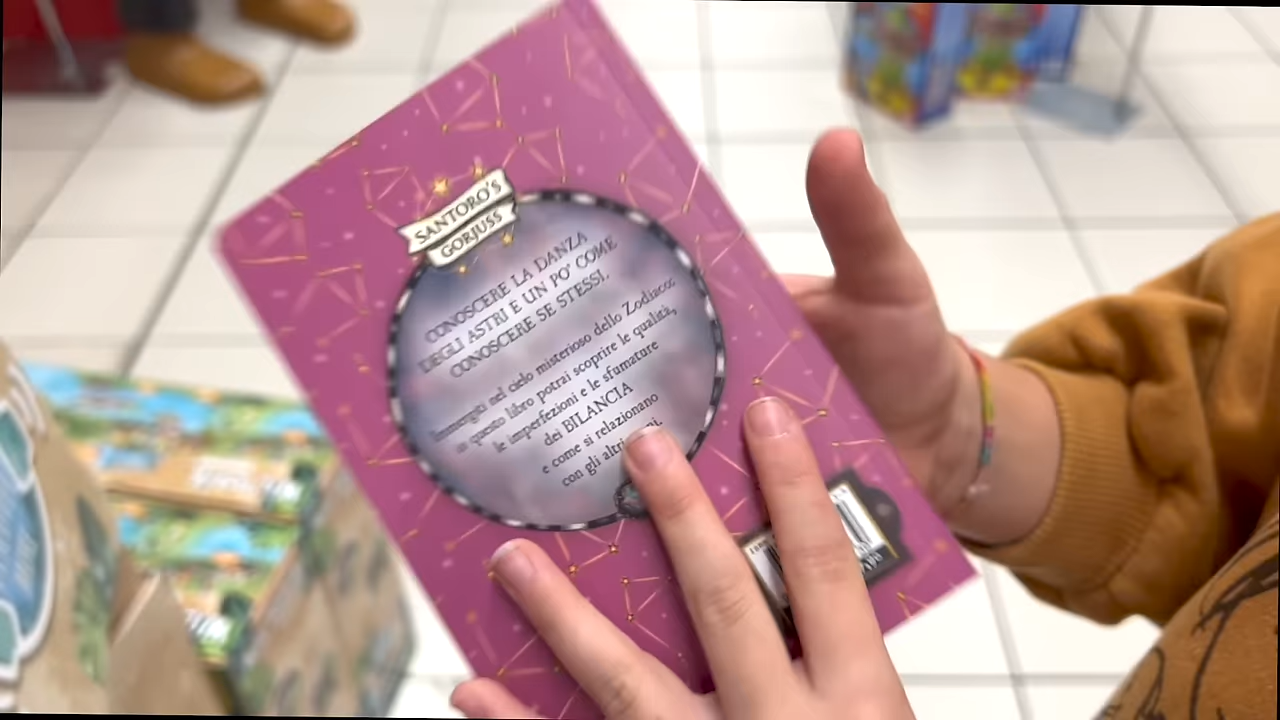 SANTORO'S
GORJUSS
CONOSCERE LA DANZA
DEGLI ASTRI E UN PO' COME
CONOSCERE SE STESSI.
Immergiti nel cielo misterioso dello Zodiaco:
in questo libro potrai scoprire le qualità,
le imperfezioni e le sfumature
dei BILANCIA
e come si relazionano
con gli altri